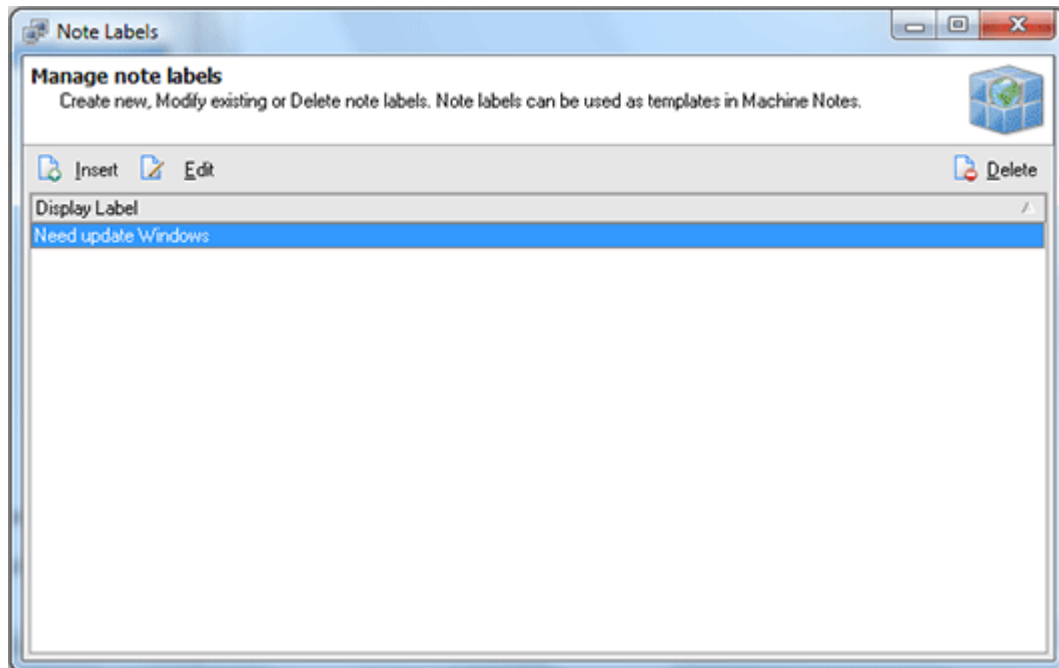 Note Labels
Manage note labels
Create new, Modify existing or Delete note labels. Note labels can be used as templates in Machine Notes.
Insert Edit Delete
Display Label
Need update Windows